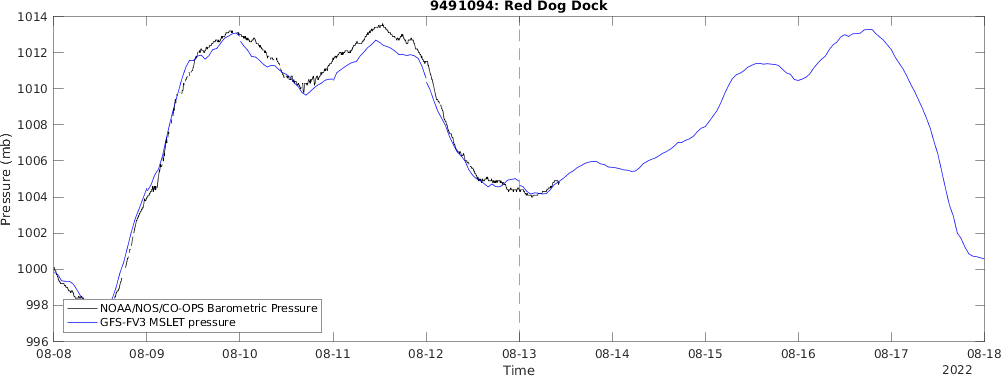 9491094: Red Dog Dock
Pressure (mb)
1014
1012
1010
1008
1006
1004
1002
1000
998
996
NOAA/NOS/CO-OPS Barometric Pressure
GFS-FV3 MSLET pressure
08-08 08-09 08-10 08-11 08-12 08-13 08-14 08-15 08-16 08-17 08-18
Time
2022